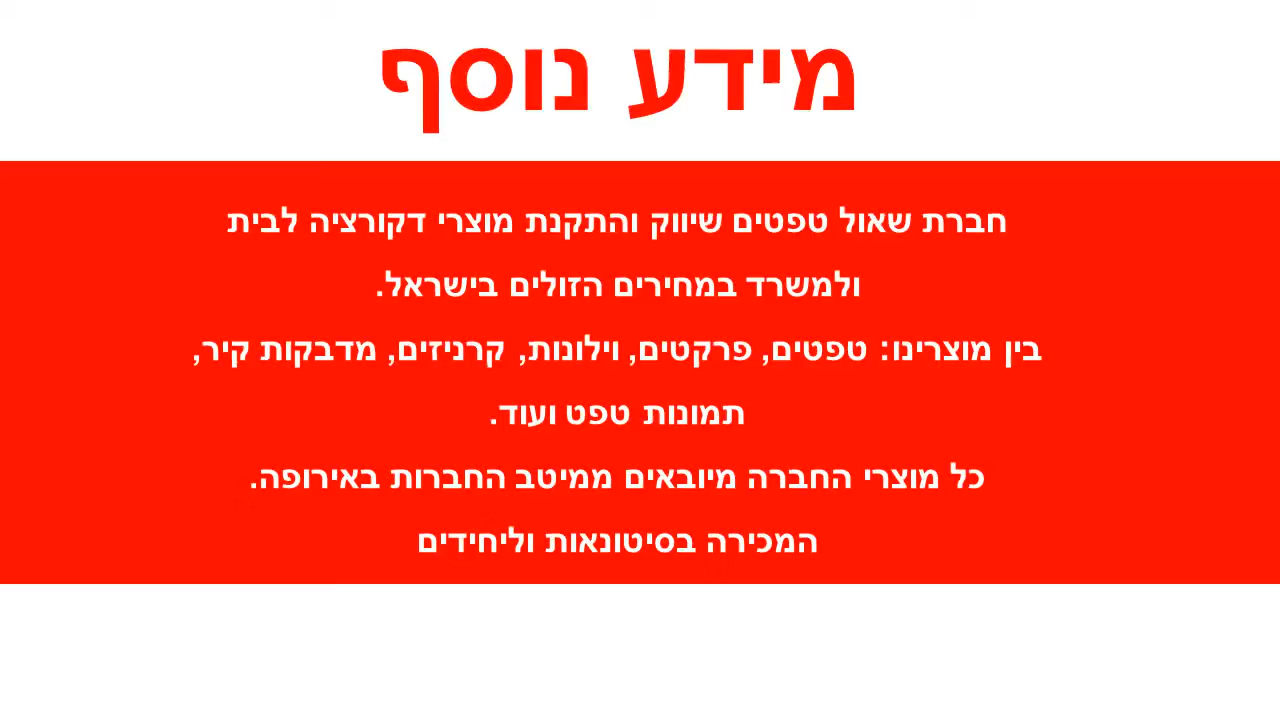 מידע נוסף
חברת שאול טפטים שיווק והתקנת מוצרי דקורציה לבית
ולמשרד במחירים הזולים בישראל.
בין מוצרינו: טפטים, פרקטים, וילונות, קרניזים, מדבקות קיר,
תמונות טפט ועוד.
כל מוצרי החברה מיובאים ממיטב החברות באירופה.
המכירה בסיטונאות וליחידים